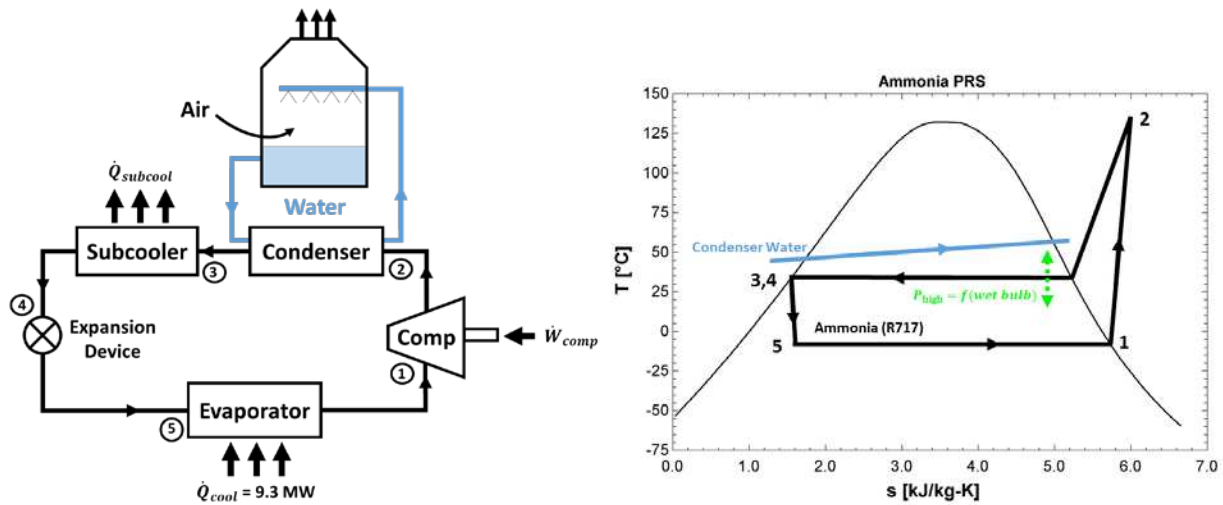 Air
Q̇subcool
Water
Subcooler
Condenser
3
2
4
Expansion
Device
Comp
Ẇcomp
1
Evaporator
5
Q̇cool = 9.3 MW
Ammonia PRS
150
125
100
75
50
25
0
-25
-50
-75
T [°C]
2
Condenser Water
3,4
P_high = f(wet bulb)
Ammonia (R717)
5
1
0.0 1.0 2.0 3.0 4.0 5.0 6.0 7.0
s [kJ/kg-K]